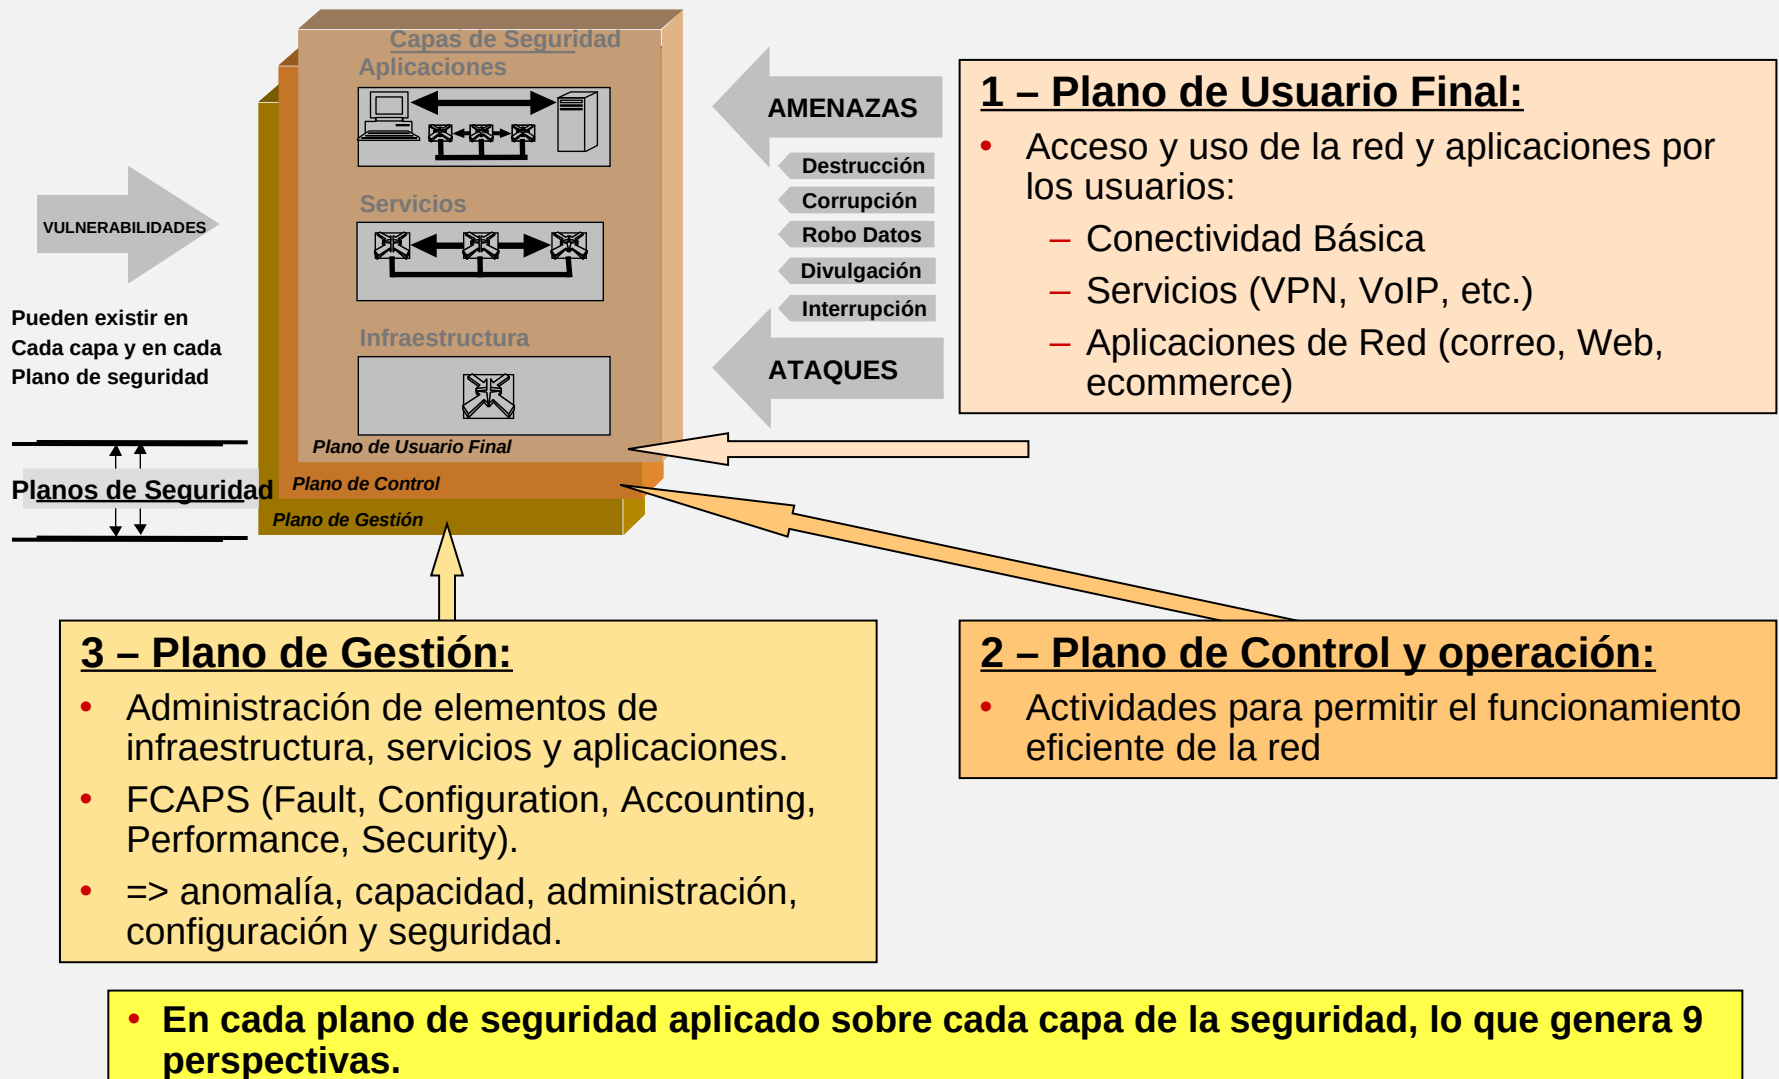 Capas de Seguridad
Aplicaciones
Servicios
Infraestructura
Plano de Usuario Final
Plano de Control
Plano de Gestión
VULNERABILIDADES
Pueden existir en
Cada capa y en cada
Plano de seguridad
Planos de Seguridad
AMENAZAS
Destrucción
Corrupción
Robo Datos
Divulgación
Interrupción
ATAQUES
1 – Plano de Usuario Final:
• Acceso y uso de la red y aplicaciones por
los usuarios:
– Conectividad Básica
– Servicios (VPN, VoIP, etc.)
– Aplicaciones de Red (correo, Web,
ecommerce)
2 – Plano de Control y operación:
• Actividades para permitir el funcionamiento
eficiente de la red
3 – Plano de Gestión:
• Administración de elementos de
infraestructura, servicios y aplicaciones.
• FCAPS (Fault, Configuration, Accounting,
Performance, Security).
• => anomalía, capacidad, administración,
configuración y seguridad.
• En cada plano de seguridad aplicado sobre cada capa de la seguridad, lo que genera 9
perspectivas.